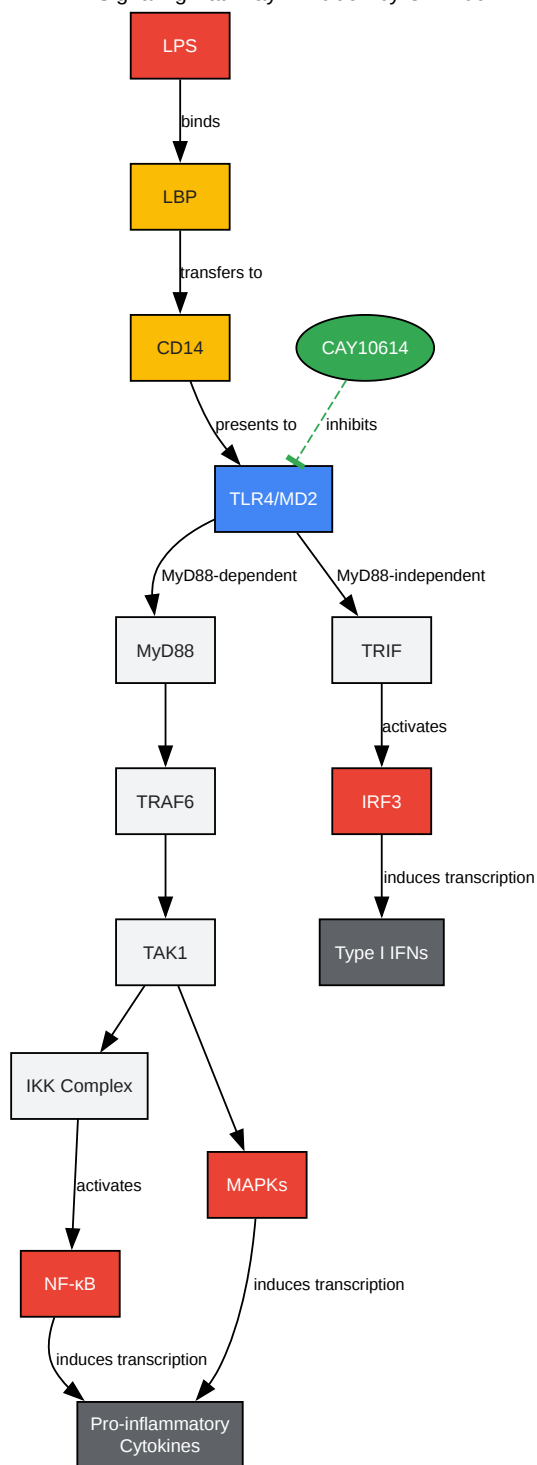 LPS
binds
LBP
transfers to
CD14
CAY10614
presents to
inhibits
TLR4/MD2
MyD88-dependent
MyD88-independent
MyD88
TRIF
activates
TRAF6
IRF3
induces transcription
TAK1
Type I IFNs
IKK Complex
MAPKs
activates
NF-κB
induces transcription
induces transcription
Pro-inflammatory
Cytokines